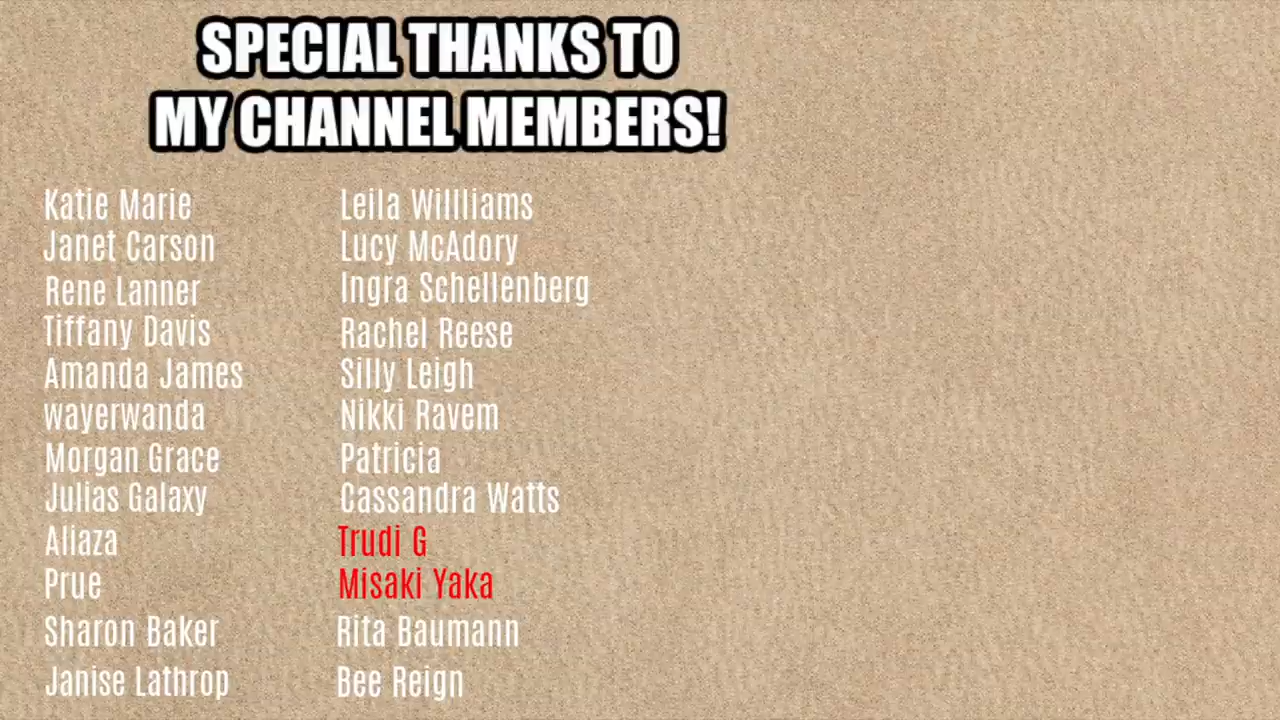 SPECIAL THANKS TO
MY CHANNEL MEMBERS!
Katie Marie
Janet Carson
Rene Lanner
Tiffany Davis
Amanda James
wayerwanda
Morgan Grace
Julias Galaxy
Aliaza
Prue
Sharon Baker
Janise Lathrop
Leila Willliams
Lucy McAdory
Ingra Schellenberg
Rachel Reese
Silly Leigh
Nikki Ravem
Patricia
Cassandra Watts
Trudi G
Misaki Yaka
Rita Baumann
Bee Reign